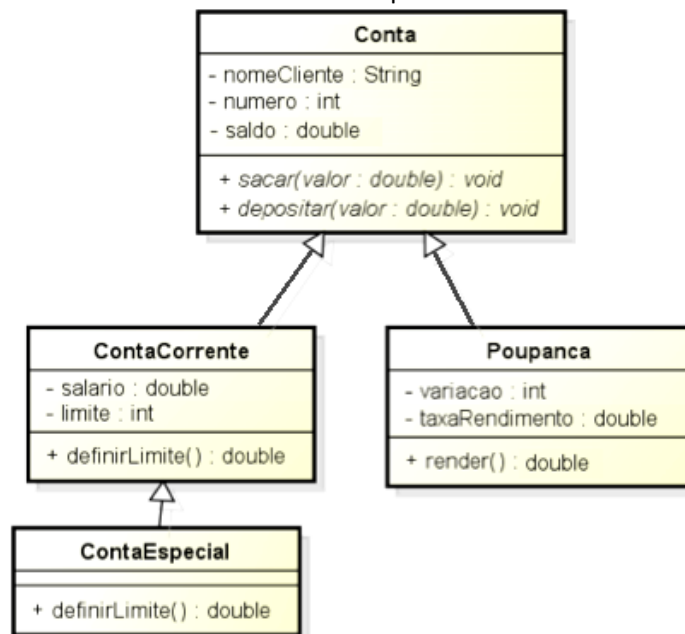 Conta
- nomeCliente : String
- numero : int
- saldo : double
+ sacar(valor : double) : void
+ depositar(valor : double) : void
ContaCorrente
- salario : double
- limite : int
+ definirLimite() : double
Poupanca
- variacao : int
- taxaRendimento : double
+ render() : double
ContaEspecial
+ definirLimite() : double